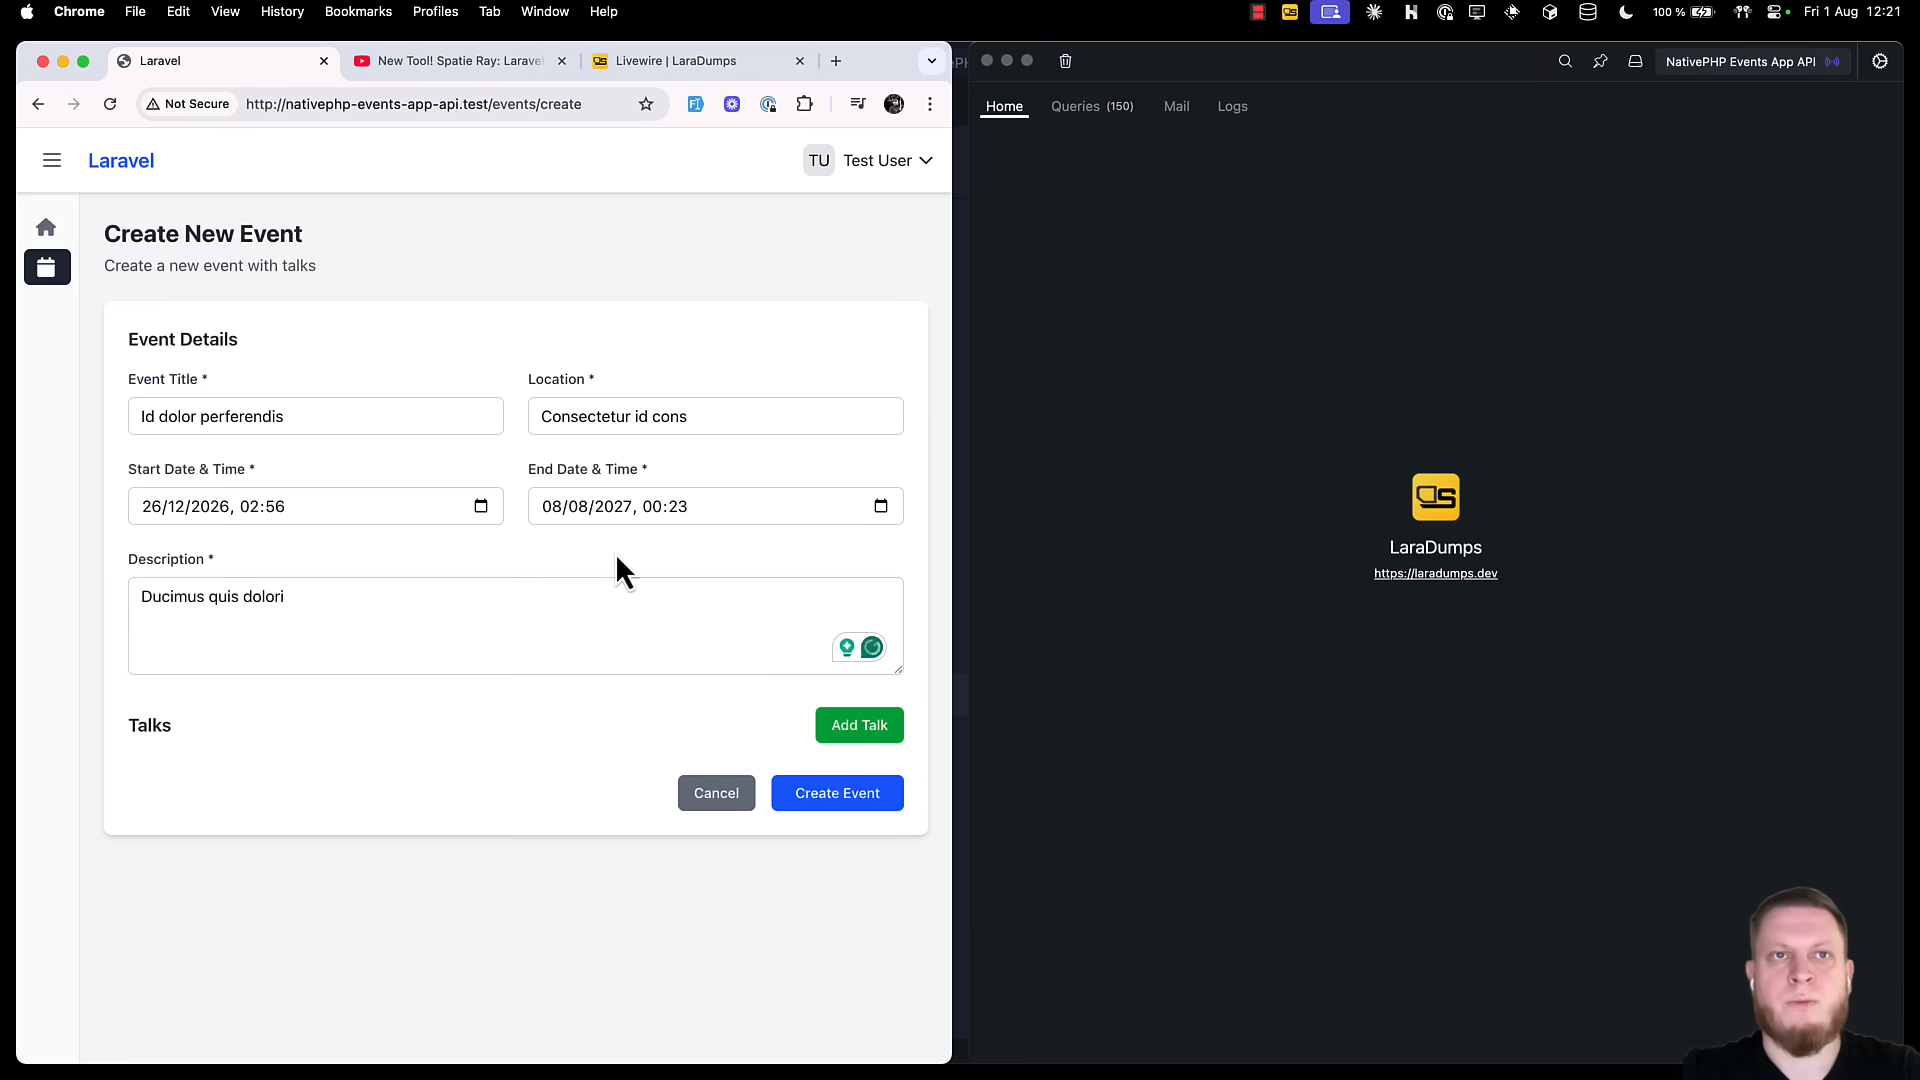 Chrome File Edit View History Bookmarks Profiles Tab Window Help 100 % Fri 1 Aug 12:21
Laravel
New Tool! Spatie Ray: Larave
Livewire | LaraDumps
Not Secure http://nativephp-events-app-api.test/events/create
Laravel
TU Test User
Create New Event
Create a new event with talks
Event Details
Event Title *
Location *
Id dolor perferendis
Consectetur id cons
Start Date & Time *
End Date & Time *
26/12/2026, 02:56
08/08/2027, 00:23
Description *
Ducimus quis dolori
Talks
Add Talk
Cancel
Create Event
NativePHP Events App API
Home Queries (150) Mail Logs
LaraDumps
https://laradumps.dev